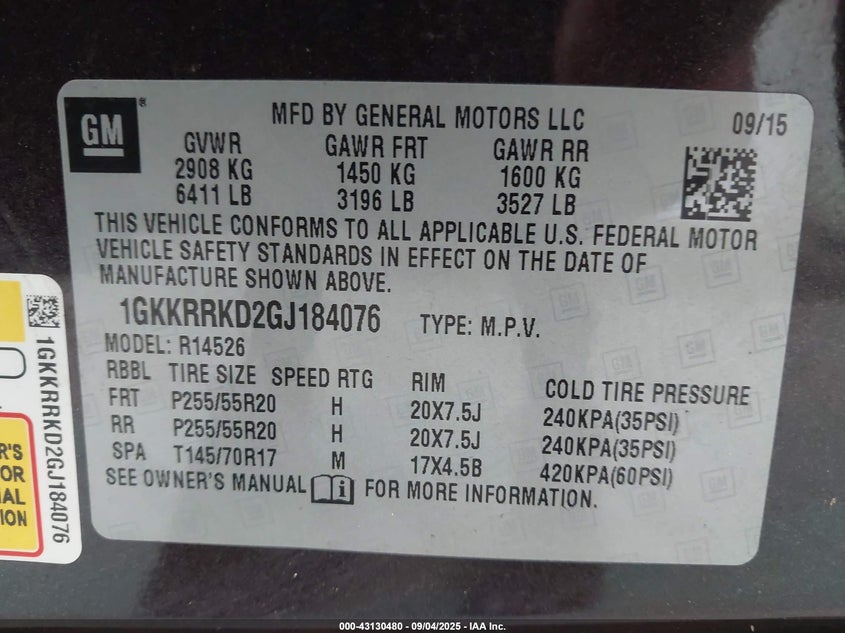 GM
MFD BY GENERAL MOTORS LLC
09/15
GVWR GAWR FRT GAWR RR
2908 KG 1450 KG 1600 KG
6411 LB 3196 LB 3527 LB
THIS VEHICLE CONFORMS TO ALL APPLICABLE U.S. FEDERAL MOTOR
VEHICLE SAFETY STANDARDS IN EFFECT ON THE DATE OF
MANUFACTURE SHOWN ABOVE.
1GKKRRKD2GJ184076 TYPE: M.P.V.
MODEL: R14526
RBBL TIRE SIZE SPEED RTG RIM COLD TIRE PRESSURE
FRT P255/55R20 H 20X7.5J 240KPA(35PSI)
RR P255/55R20 H 20X7.5J 240KPA(35PSI)
SPA T145/70R17 M 17X4.5B 420KPA(60PSI)
SEE OWNER'S MANUAL FOR MORE INFORMATION.
1GKKRRKD2GJ184076
R'S
OR
AL
ION
000-43130480 - 09/04/2025 - IAA Inc.